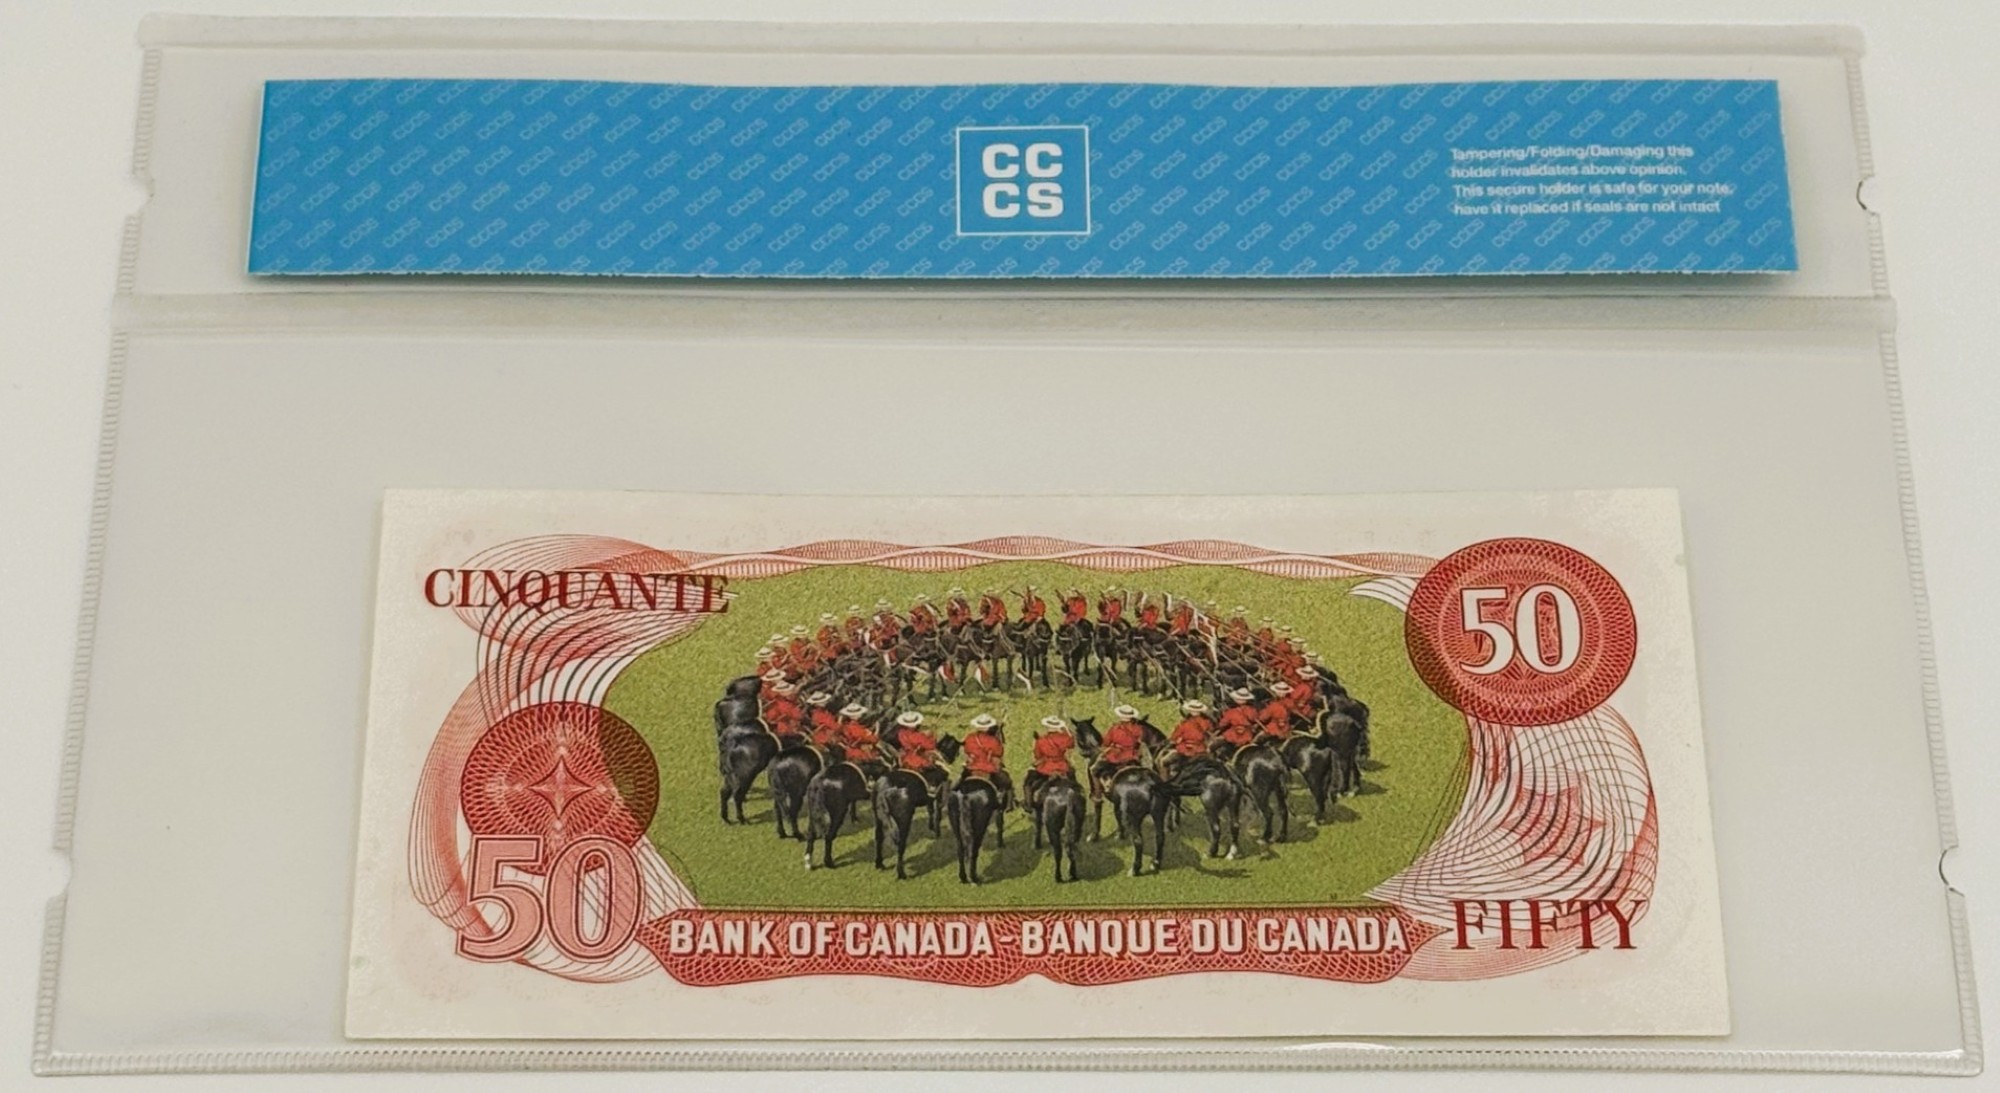 CC
CS
Tampering/Folding/Damaging this
holder invalidates above opinion.
This secure holder is safe for your note,
have it replaced if seals are not intact
CINQUANTE
50
50
BANK OF CANADA - BANQUE DU CANADA
FIFTY